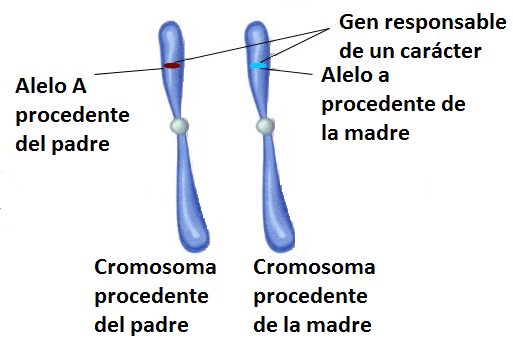 Gen responsable
de un carácter
Alelo A
procedente
del padre
Alelo a
procedente de
la madre
Cromosoma
procedente
del padre
Cromosoma
procedente
de la madre